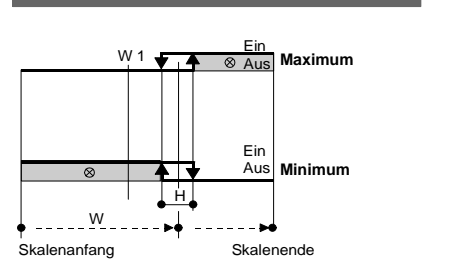 W 1
Ein
Aus Maximum
Ein
Aus Minimum
H
W
Skalenanfang Skalenende